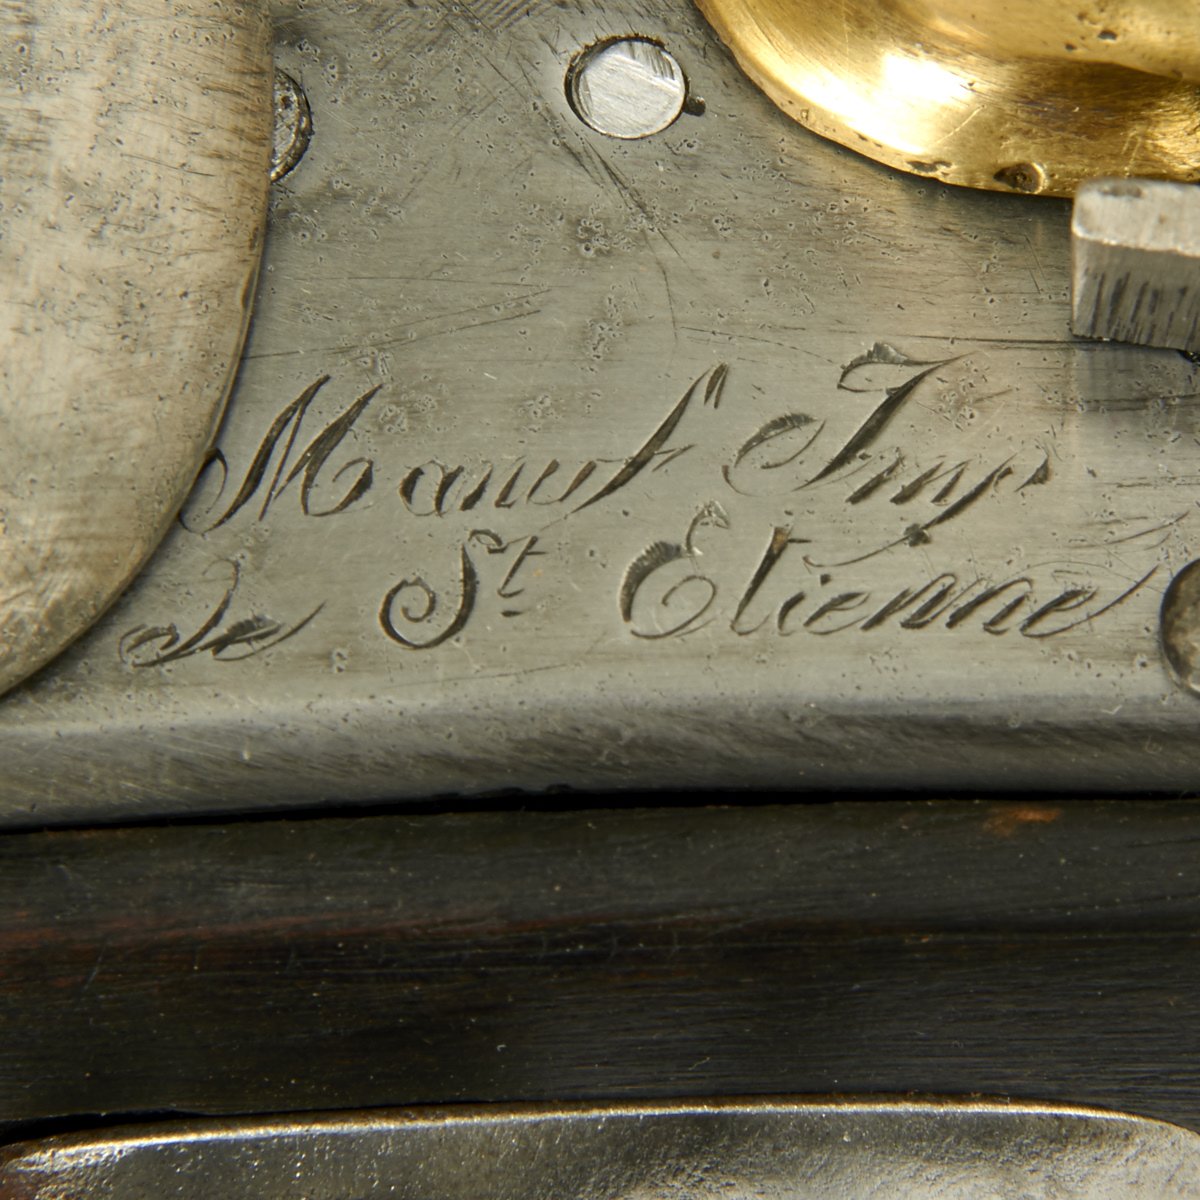 Manuf" Imp
de St Etienne